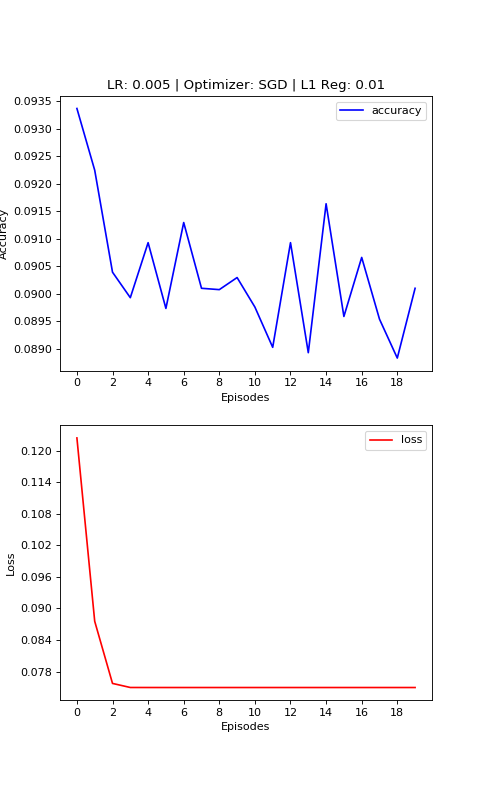 LR: 0.005 | Optimizer: SGD | L1 Reg: 0.01
accuracy
0.0935
0.0930
0.0925
0.0920
0.0915
0.0910
0.0905
0.0900
0.0895
0.0890
Accuracy
0 2 4 6 8 10 12 14 16 18
Episodes
loss
0.120
0.114
0.108
0.102
0.096
0.090
0.084
0.078
Loss
0 2 4 6 8 10 12 14 16 18
Episodes